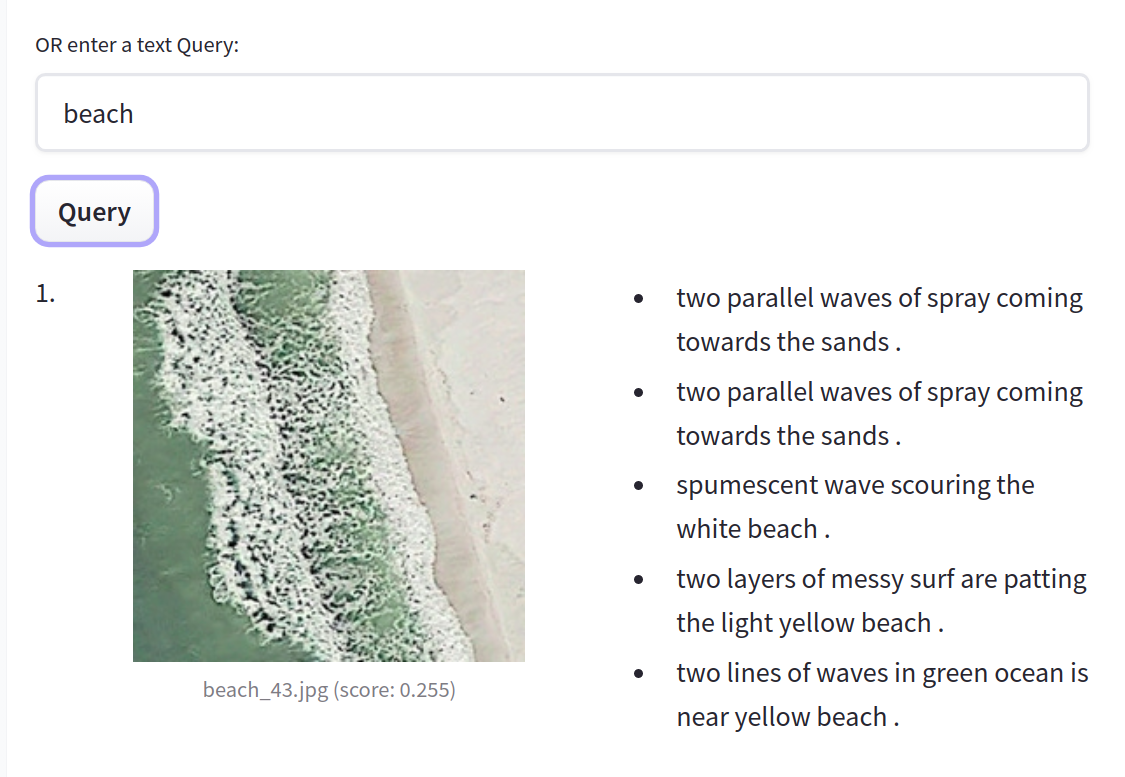 OR enter a text Query:
beach
Query
1.
• two parallel waves of spray coming
towards the sands .
• two parallel waves of spray coming
towards the sands .
• spumescent wave scouring the
white beach .
• two layers of messy surf are patting
the light yellow beach .
• two lines of waves in green ocean is
near yellow beach .
beach_43.jpg (score: 0.255)